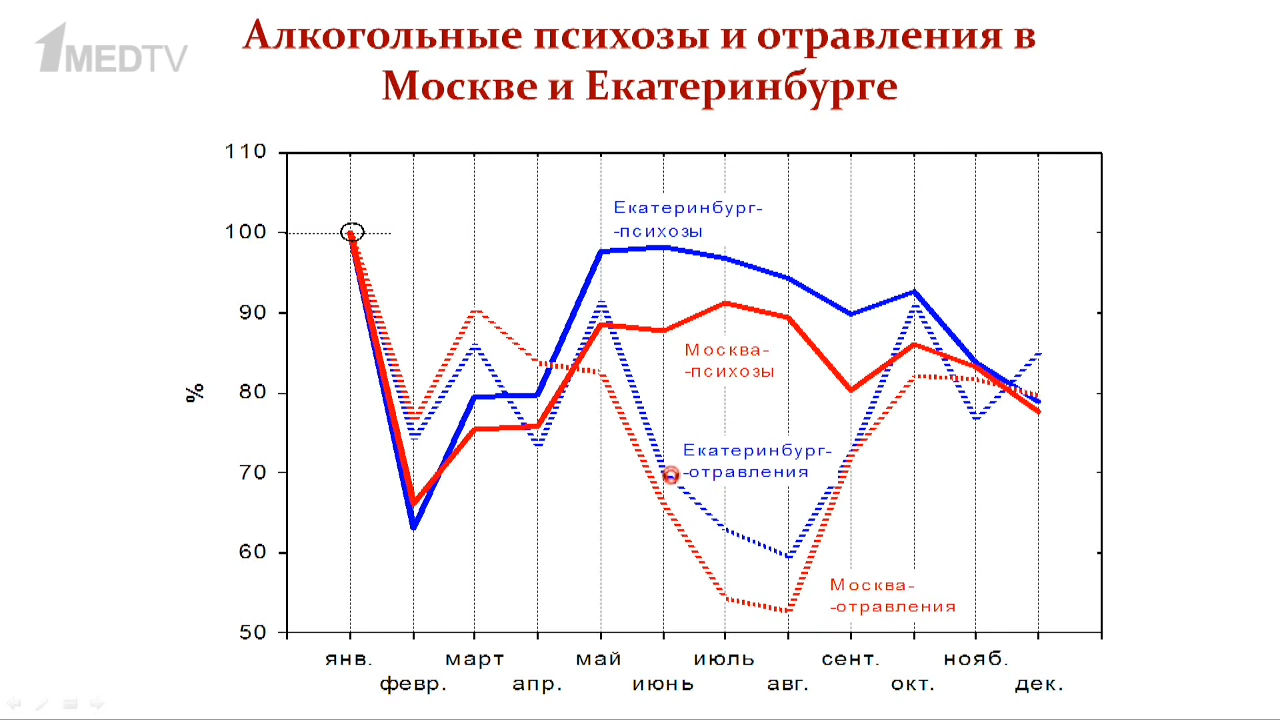 1MEDTV
Алкогольные психозы и отравления в
Москве и Екатеринбурге
110
100
90
80
70
60
50
%
Екатеринбург-
-психозы
Москва-
-психозы
Екатеринбург-
-отравления
Москва-
-отравления
янв. март май июль сент. нояб.
февр. апр. июнь авг. окт. дек.